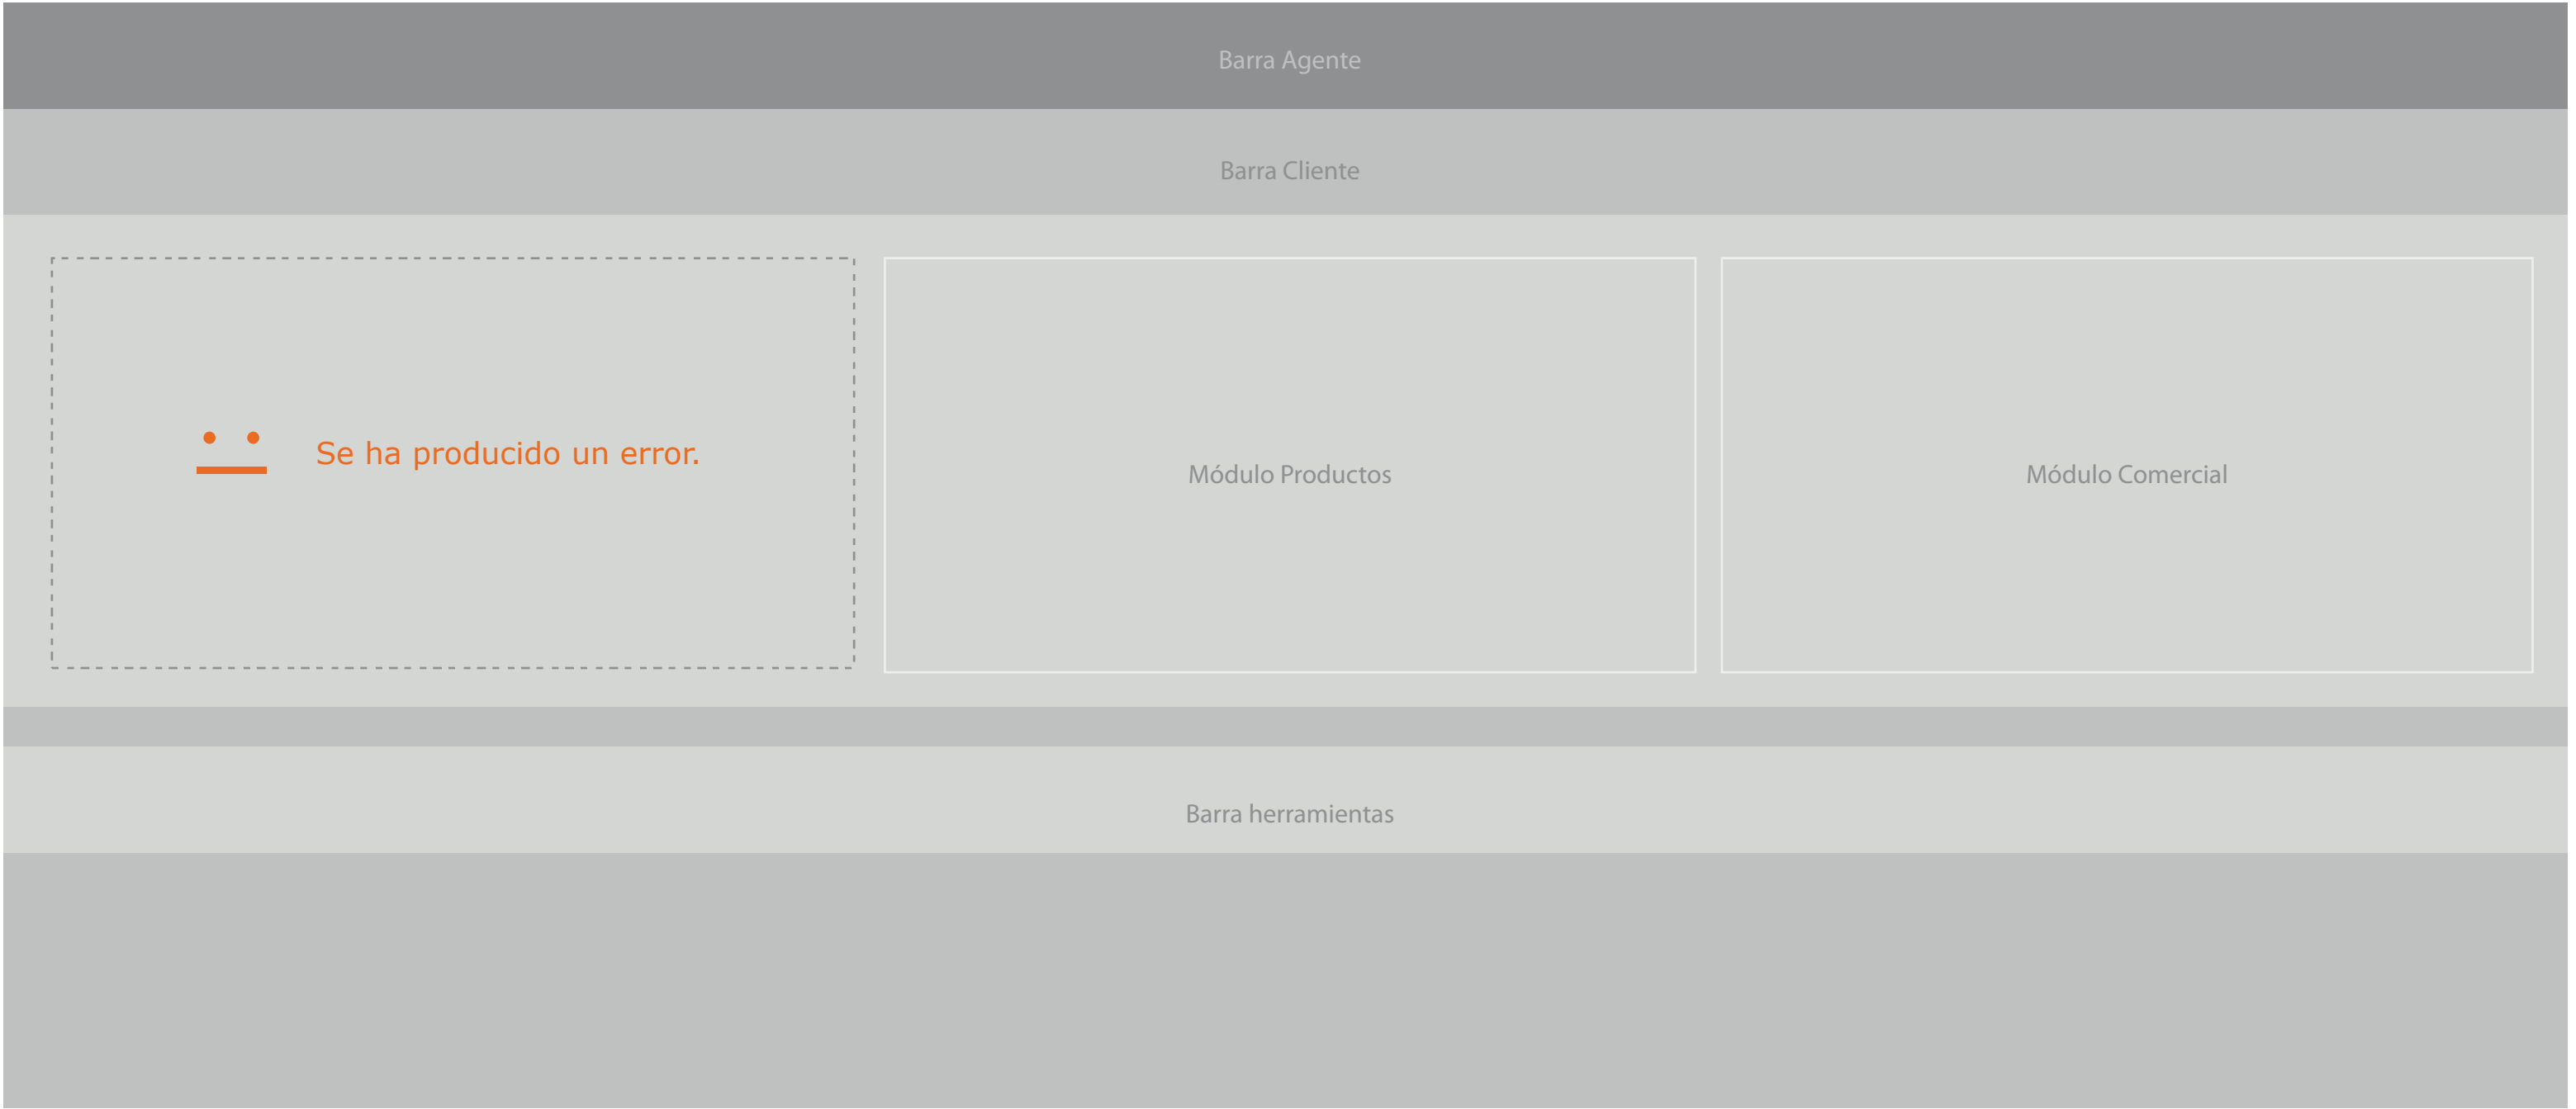 Barra Agente
Barra Cliente
Se ha producido un error.
Módulo Productos
Módulo Comercial
Barra herramientas